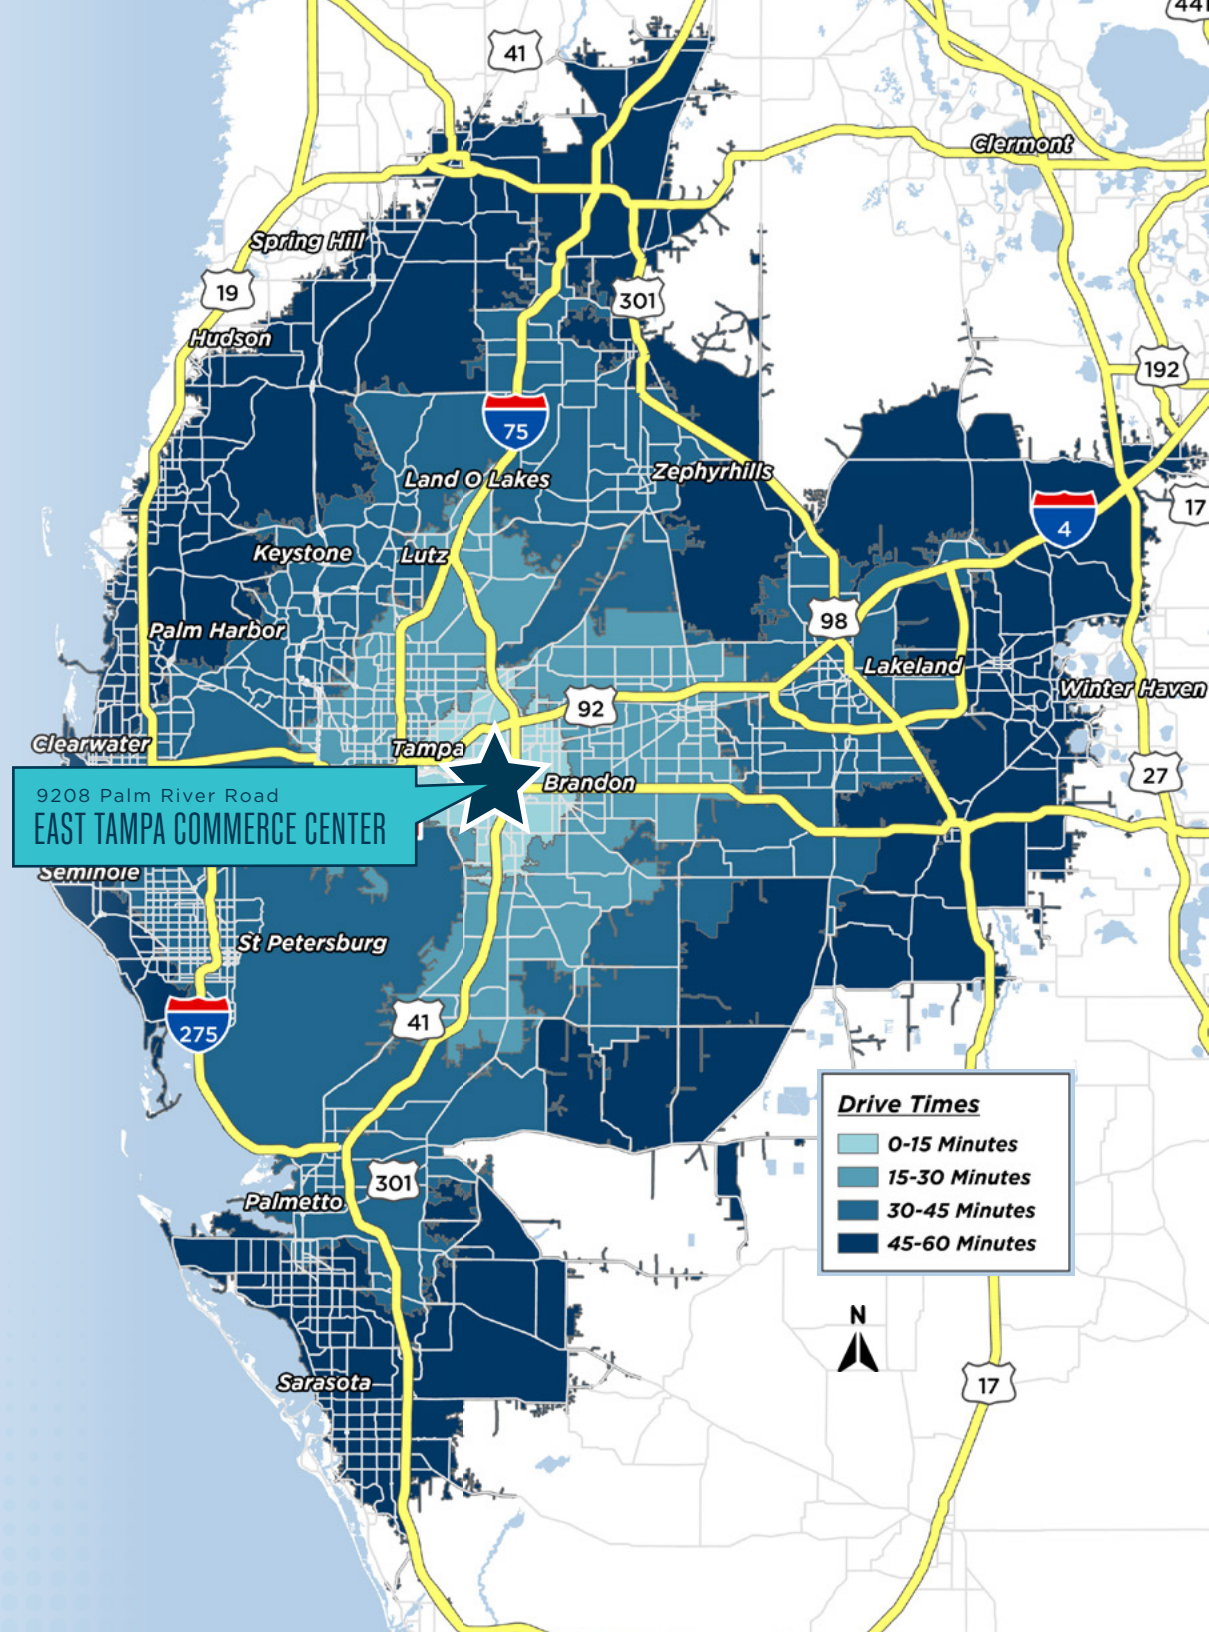 441
41
Clermont
Spring Hill
19
301
Hudson
192
75
Land O Lakes
Zephyrhills
17
4
Keystone
Lutz
98
Palm Harbor
Lakeland
Winter Haven
92
Clearwater
Tampa
27
Brandon
9208 Palm River Road
EAST TAMPA COMMERCE CENTER
Seminole
St Petersburg
41
275
Drive Times
0-15 Minutes
15-30 Minutes
30-45 Minutes
45-60 Minutes
301
Palmetto
N
Sarasota
17